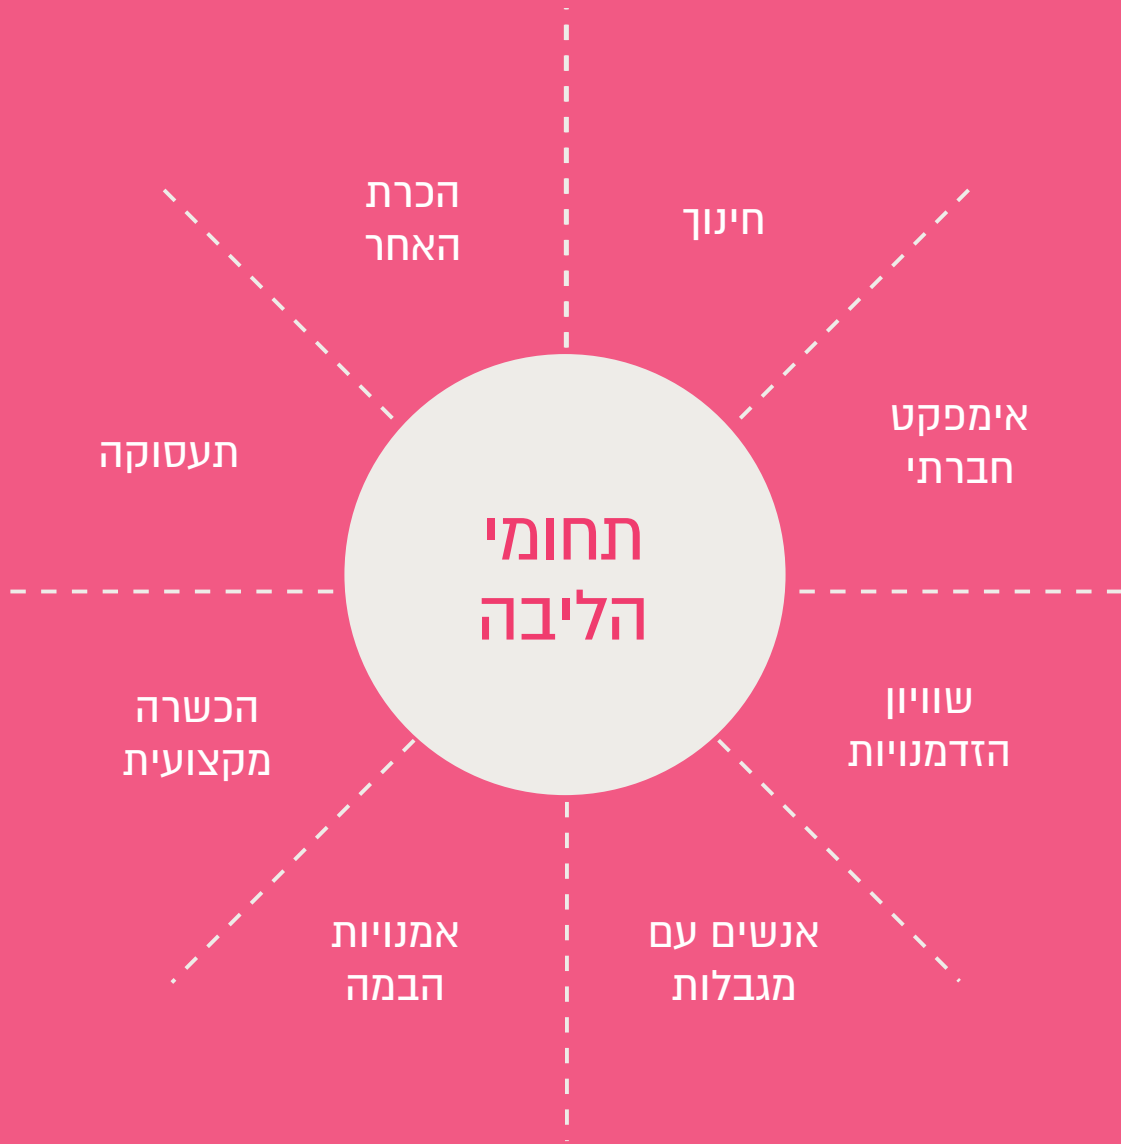 תחומי
הליבה
חינוך
אימפקט
חברתי
שוויון
הזדמנויות
אנשים עם
מגבלות
אמנויות
הבמה
הכשרה
מקצועית
תעסוקה
הכרת
האחר